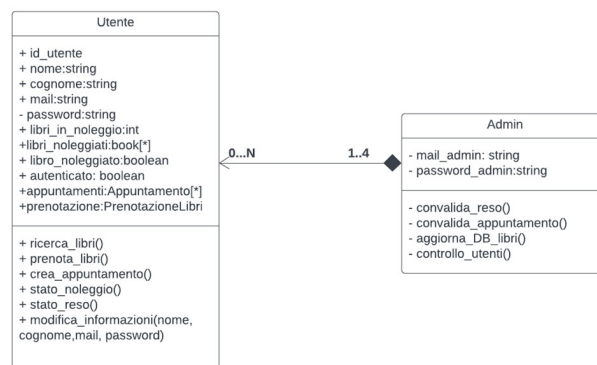 Utente
+ id_utente
+ nome:string
+ cognome:string
+ mail:string
- password:string
+ libri_in_noleggio:int
+libri_noleggiati:book[*]
+ libro_noleggiato:boolean
+ autenticato: boolean
+appuntamenti:Appuntamento[*]
+prenotazione:PrenotazioneLibri
+ ricerca_libri()
+ prenota_libri()
+ crea_appuntamento()
+ stato_noleggio()
+ stato_reso()
+ modifica_informazioni(nome,
cognome,mail, password)
0...N
1..4
Admin
- mail_admin: string
- password_admin:string
- convalida_reso()
- convalida_appuntamento()
- aggiorna_DB_libri()
- controllo_utenti()